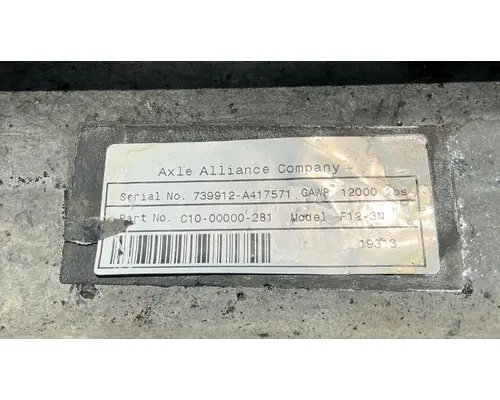 Axle Alliance Company
Serial No. 739912-A417571 GAWR 12000 lbs
Part No. C10-00000-281 Model F12-3N
19313